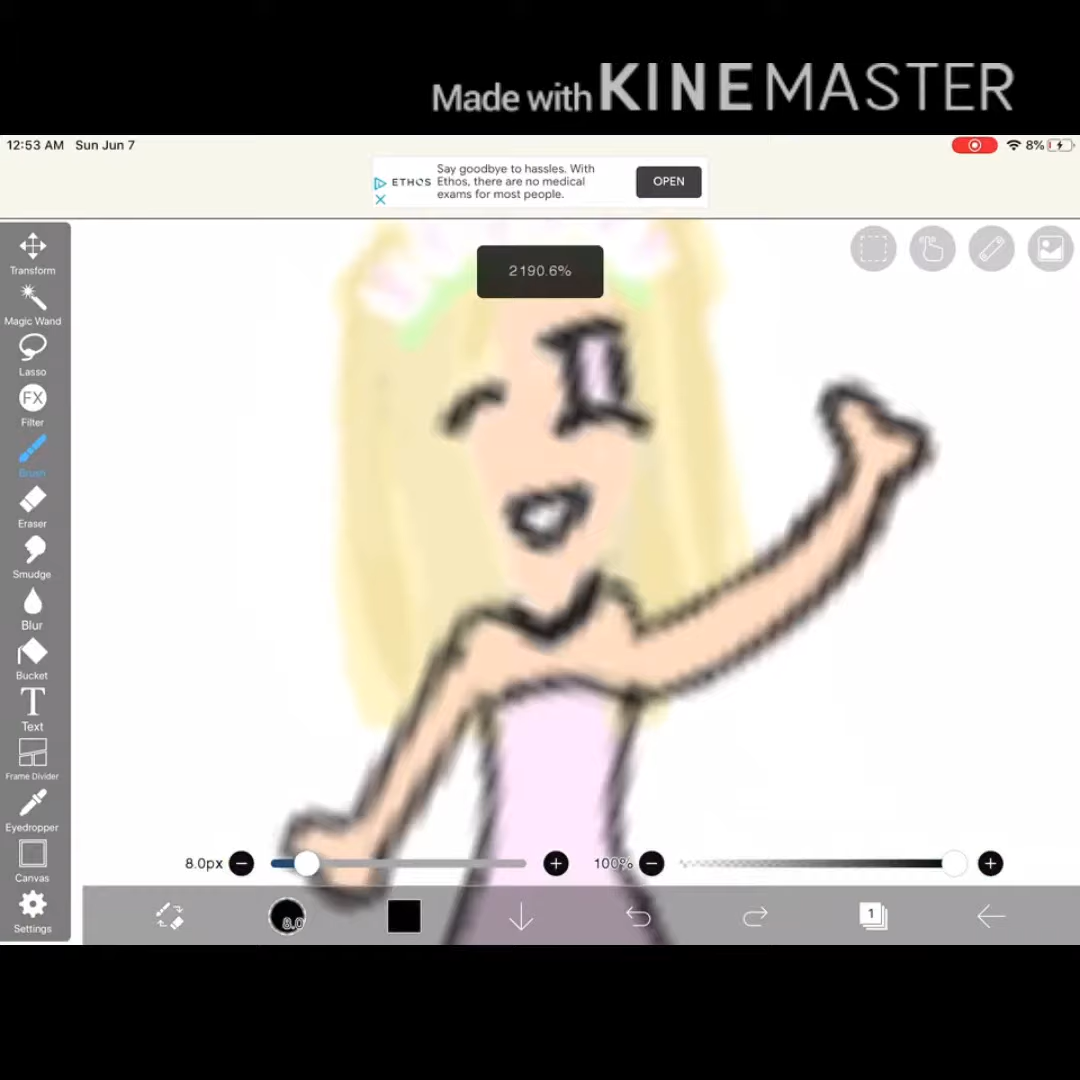 Made with KINEMASTER
12:53 AM Sun Jun 7
8%
Say goodbye to hassles. With
ETHOS Ethos, there are no medical
exams for most people.
OPEN
2190.6%
Transform
Magic Wand
Lasso
FX
Filter
Brush
Eraser
Smudge
Blur
Bucket
T
Text
Frame Divider
Eyedropper
Canvas
Settings
8.0px
100%
8.0
1